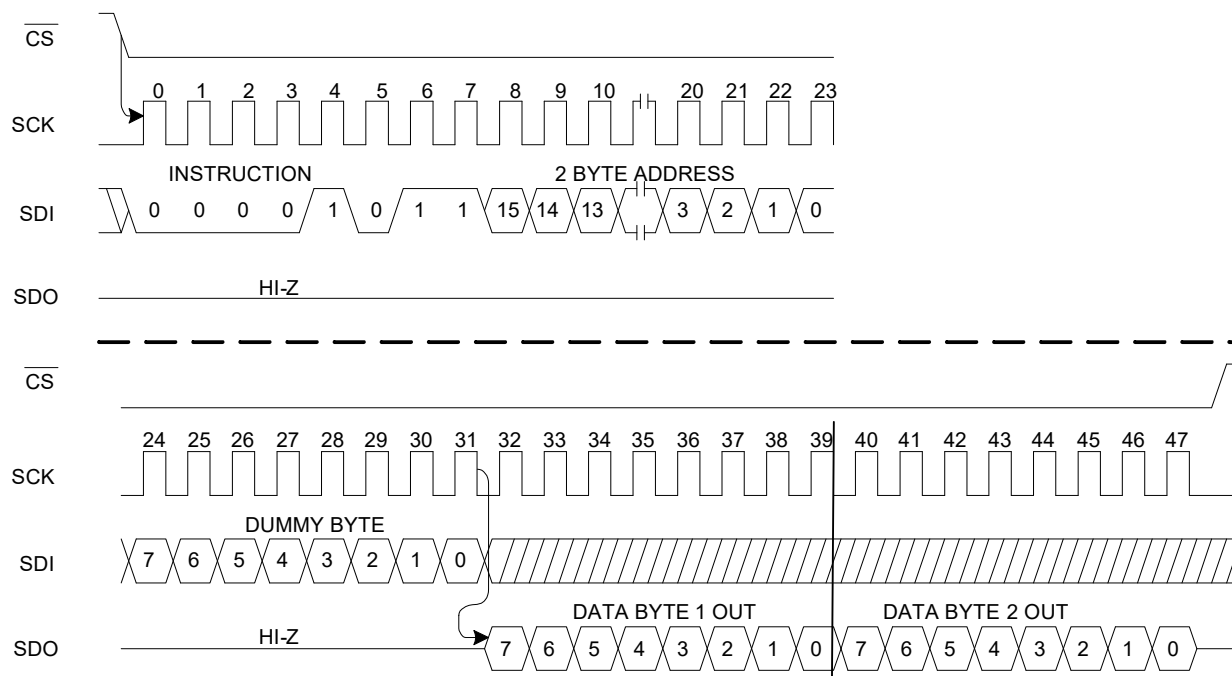 CS
0 1 2 3 4 5 6 7 8 9 10 20 21 22 23
SCK
INSTRUCTION 2 BYTE ADDRESS
SDI 0 0 0 0 1 0 1 1 15 14 13 3 2 1 0
HI-Z
SDO
CS
24 25 26 27 28 29 30 31 32 33 34 35 36 37 38 39 40 41 42 43 44 45 46 47
SCK
DUMMY BYTE
SDI 7 6 5 4 3 2 1 0
DATA BYTE 1 OUT DATA BYTE 2 OUT
HI-Z
SDO 7 6 5 4 3 2 1 0 7 6 5 4 3 2 1 0